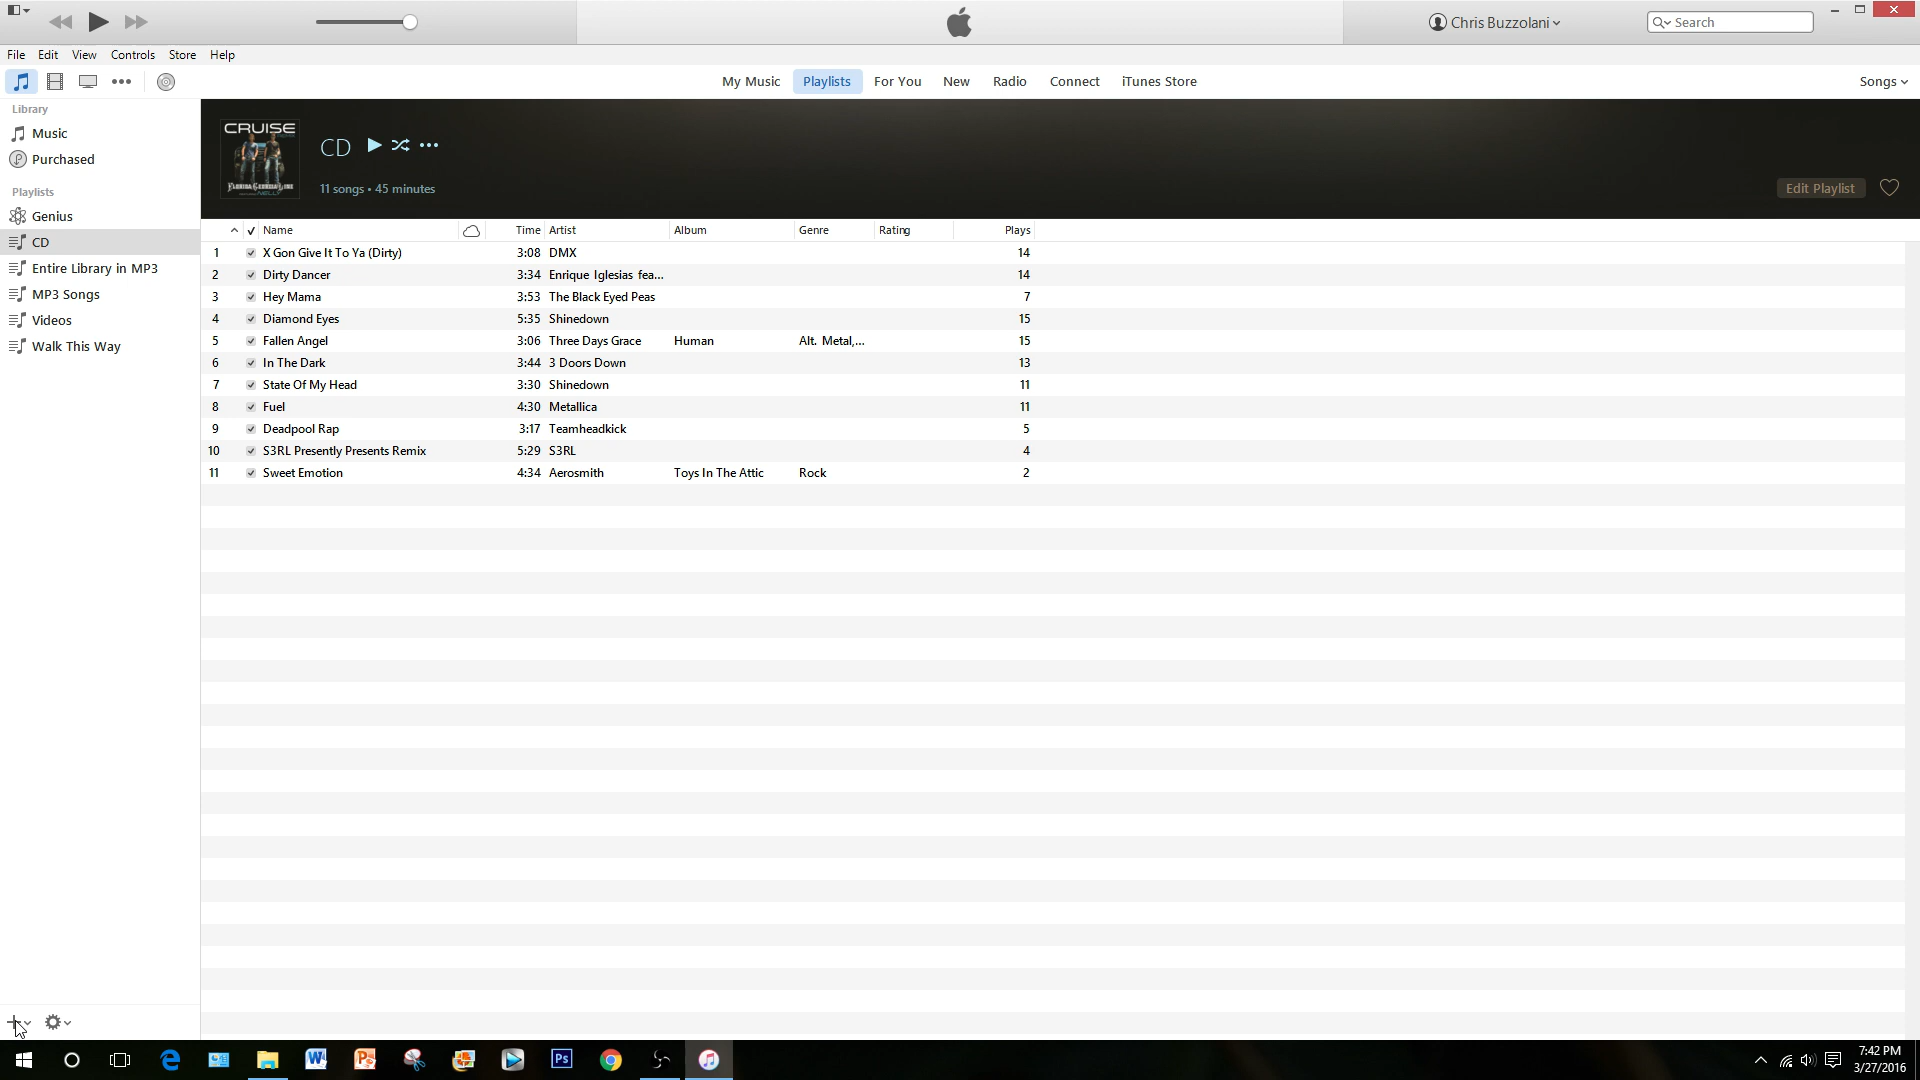 Chris Buzzolani
Search
File Edit View Controls Store Help
My Music Playlists For You New Radio Connect iTunes Store Songs
Library
Music
Purchased
Playlists
Genius
CD
Entire Library in MP3
MP3 Songs
Videos
Walk This Way
CRUISE
FLORIDA GEORGIA LINE
NELLY
CD
11 songs • 45 minutes
Edit Playlist
Name Time Artist Album Genre Rating Plays
1 X Gon Give It To Ya (Dirty) 3:08 DMX 14
2 Dirty Dancer 3:34 Enrique Iglesias fea... 14
3 Hey Mama 3:53 The Black Eyed Peas 7
4 Diamond Eyes 5:35 Shinedown 15
5 Fallen Angel 3:06 Three Days Grace Human Alt. Metal,... 15
6 In The Dark 3:44 3 Doors Down 13
7 State Of My Head 3:30 Shinedown 11
8 Fuel 4:30 Metallica 11
9 Deadpool Rap 3:17 Teamheadkick 5
10 S3RL Presently Presents Remix 5:29 S3RL 4
11 Sweet Emotion 4:34 Aerosmith Toys In The Attic Rock 2
7:42 PM
3/27/2016